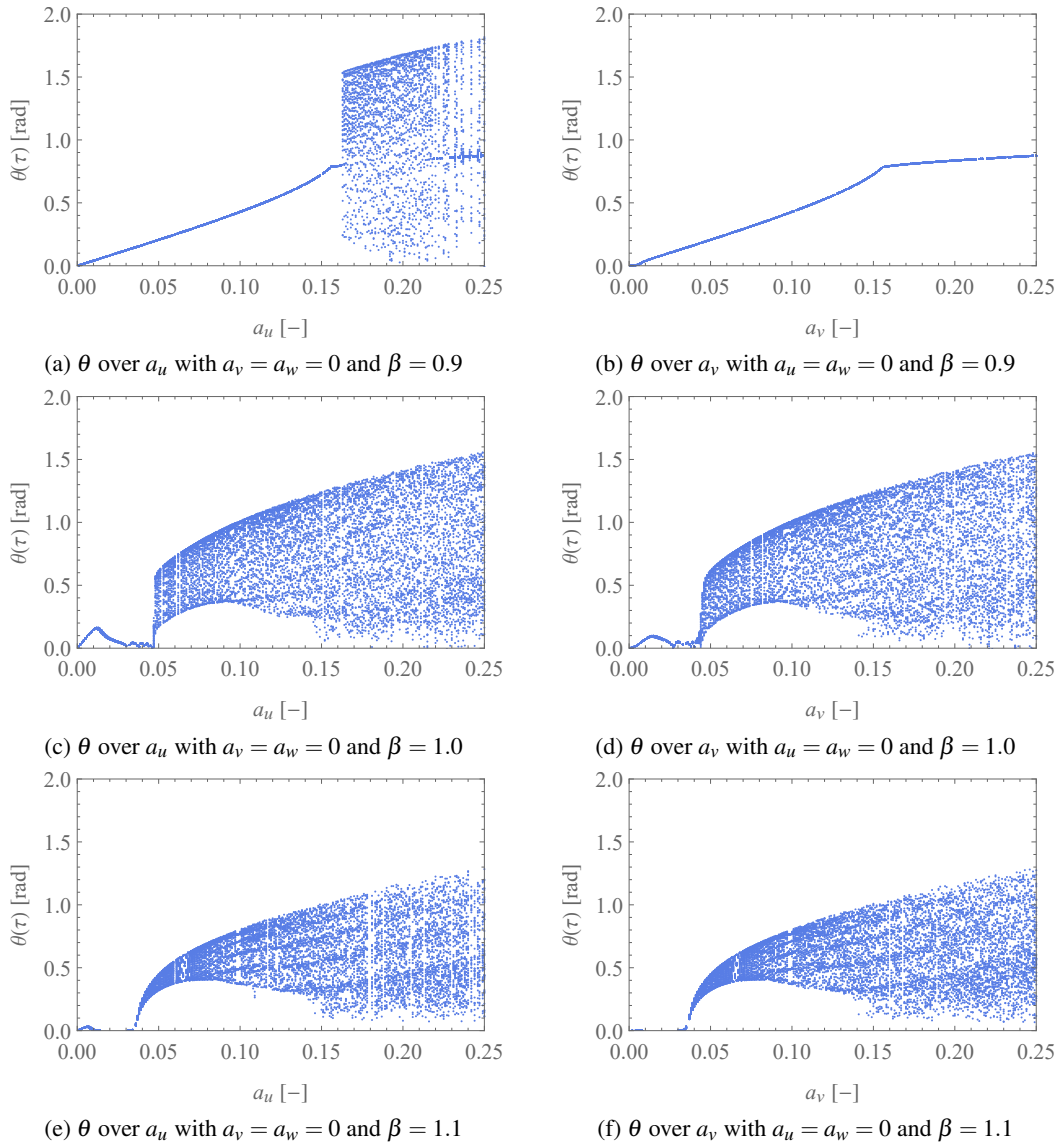 2.0 2.0
1.5 1.5
θ(τ) [rad] 1.0 θ(τ) [rad] 1.0
0.5 0.5
0.0 0.0
0.00 0.05 0.10 0.15 0.20 0.25 0.00 0.05 0.10 0.15 0.20 0.25
a_u [−] a_v [−]
(a) θ over a_u with a_v = a_w = 0 and β = 0.9 (b) θ over a_v with a_u = a_w = 0 and β = 0.9
2.0 2.0
1.5 1.5
θ(τ) [rad] 1.0 θ(τ) [rad] 1.0
0.5 0.5
0.0 0.0
0.00 0.05 0.10 0.15 0.20 0.25 0.00 0.05 0.10 0.15 0.20 0.25
a_u [−] a_v [−]
(c) θ over a_u with a_v = a_w = 0 and β = 1.0 (d) θ over a_v with a_u = a_w = 0 and β = 1.0
2.0 2.0
1.5 1.5
θ(τ) [rad] 1.0 θ(τ) [rad] 1.0
0.5 0.5
0.0 0.0
0.00 0.05 0.10 0.15 0.20 0.25 0.00 0.05 0.10 0.15 0.20 0.25
a_u [−] a_v [−]
(e) θ over a_u with a_v = a_w = 0 and β = 1.1 (f) θ over a_v with a_u = a_w = 0 and β = 1.1